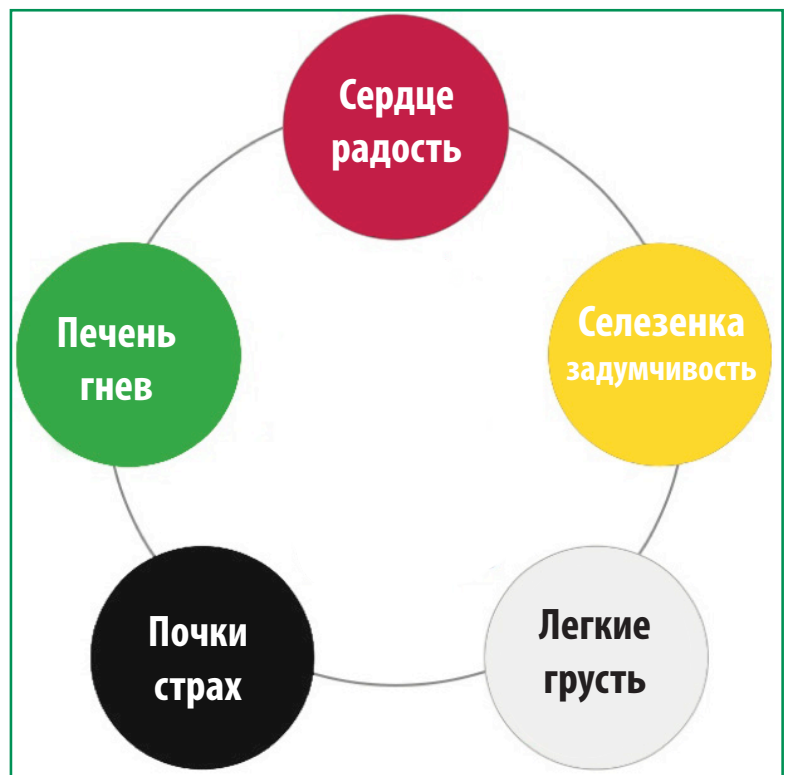 Сердце
радость
Селезенка
задумчивость
Легкие
грусть
Почки
страх
Печень
гнев